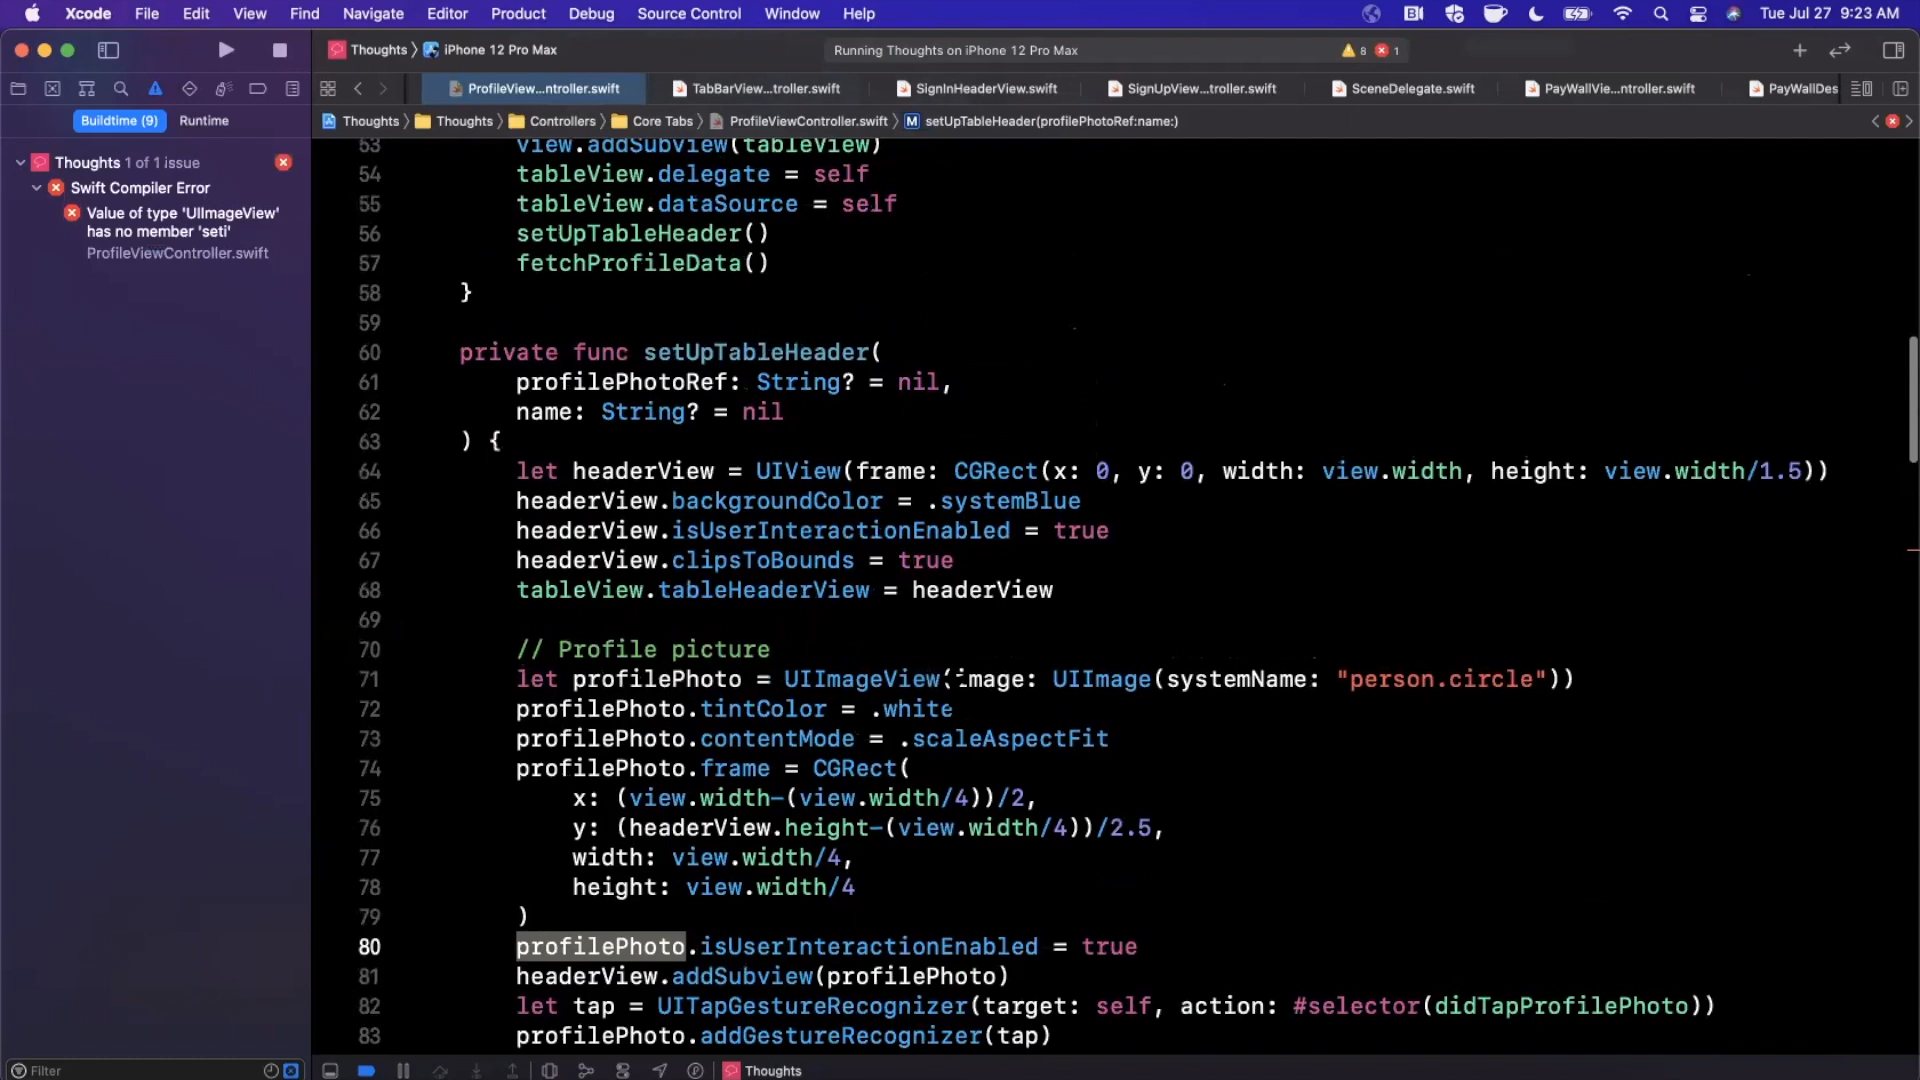 Xcode File Edit View Find Navigate Editor Product Debug Source Control Window Help Tue Jul 27 9:23 AM
Thoughts iPhone 12 Pro Max Running Thoughts on iPhone 12 Pro Max 8 1
ProfileView...ntroller.swift TabBarView...troller.swift SignInHeaderView.swift SignUpView...troller.swift SceneDelegate.swift PayWallVie...ntroller.swift PayWallDes
Buildtime (9) Runtime
Thoughts Thoughts Controllers Core Tabs ProfileViewController.swift M setUpTableHeader(profilePhotoRef:name:)
Thoughts 1 of 1 issue
Swift Compiler Error
Value of type 'UIImageView'
has no member 'seti'
ProfileViewController.swift
53 view.addSubview(tableView)
54 tableView.delegate = self
55 tableView.dataSource = self
56 setUpTableHeader()
57 fetchProfileData()
58 }
59
60 private func setUpTableHeader(
61 profilePhotoRef: String? = nil,
62 name: String? = nil
63 ) {
64 let headerView = UIView(frame: CGRect(x: 0, y: 0, width: view.width, height: view.width/1.5))
65 headerView.backgroundColor = .systemBlue
66 headerView.isUserInteractionEnabled = true
67 headerView.clipsToBounds = true
68 tableView.tableHeaderView = headerView
69
70 // Profile picture
71 let profilePhoto = UIImageView(image: UIImage(systemName: "person.circle"))
72 profilePhoto.tintColor = .white
73 profilePhoto.contentMode = .scaleAspectFit
74 profilePhoto.frame = CGRect(
75 x: (view.width-(view.width/4))/2,
76 y: (headerView.height-(view.width/4))/2.5,
77 width: view.width/4,
78 height: view.width/4
79 )
80 profilePhoto.isUserInteractionEnabled = true
81 headerView.addSubview(profilePhoto)
82 let tap = UITapGestureRecognizer(target: self, action: #selector(didTapProfilePhoto))
83 profilePhoto.addGestureRecognizer(tap)
Filter Thoughts